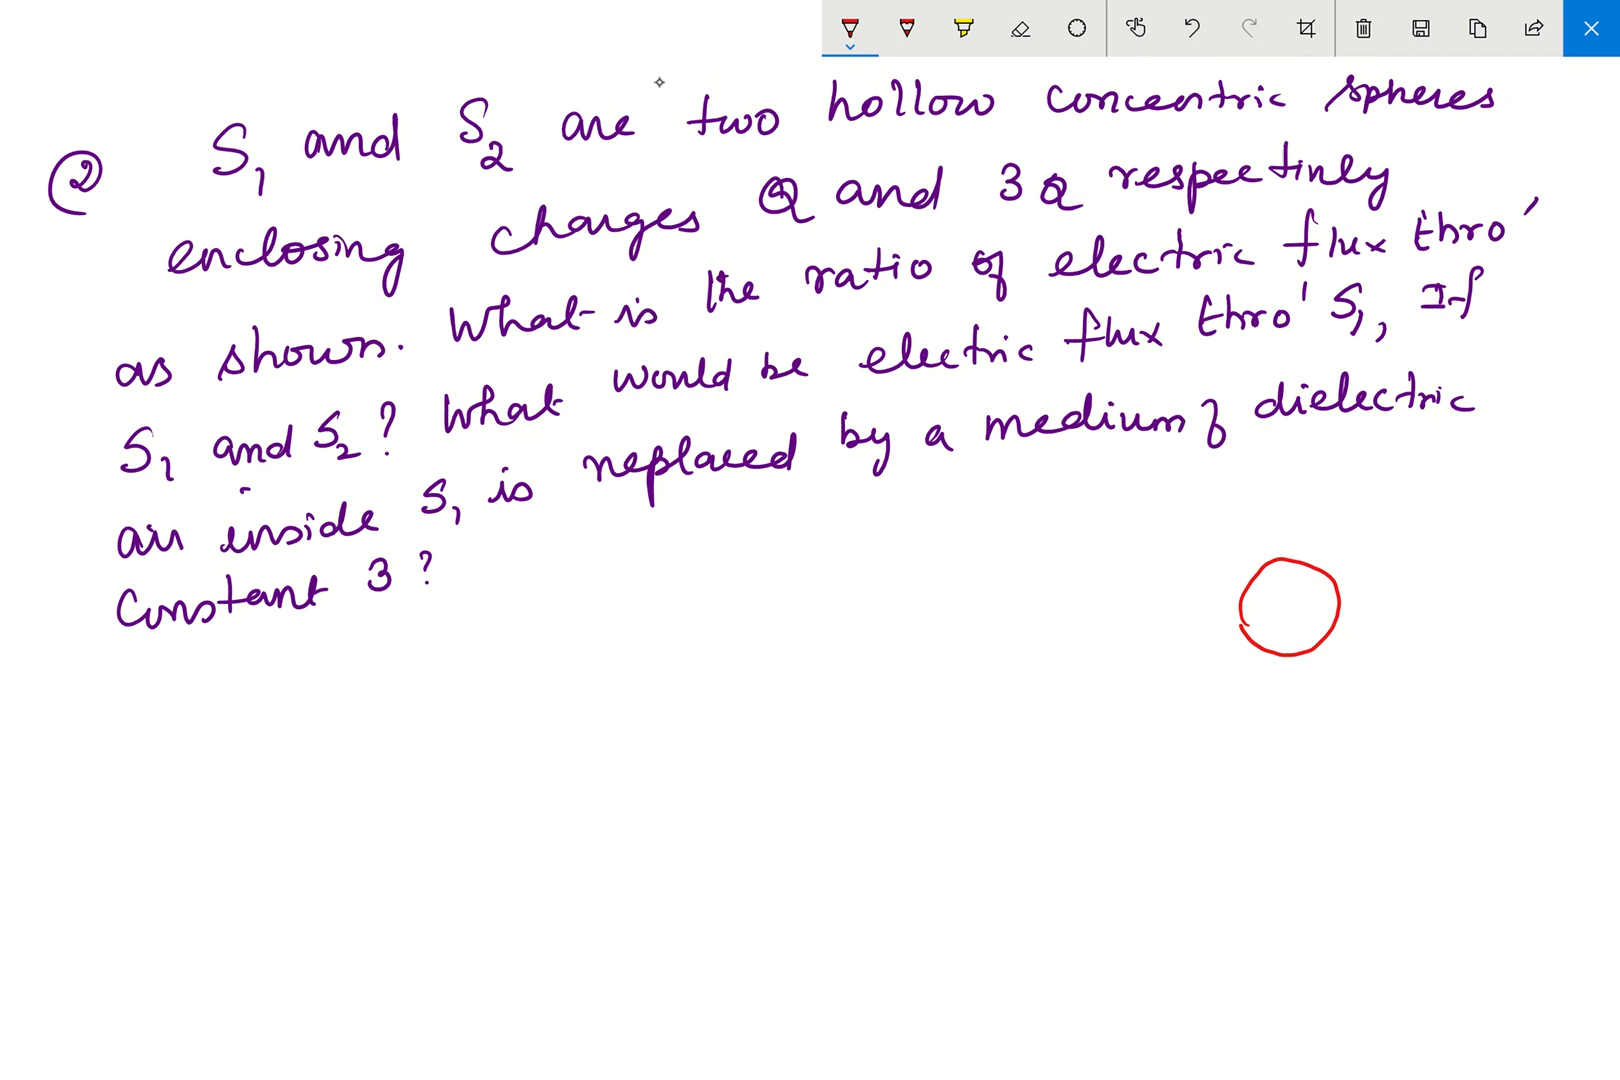 ② S₁ and S₂ are two hollow concentric spheres
enclosing charges Q and 3Q respectively
as shown. What is the ratio of electric flux thro'
S₁ and S₂? What would be electric flux thro' S₁, If
air inside S₁ is replaced by a medium of dielectric
Constant 3?